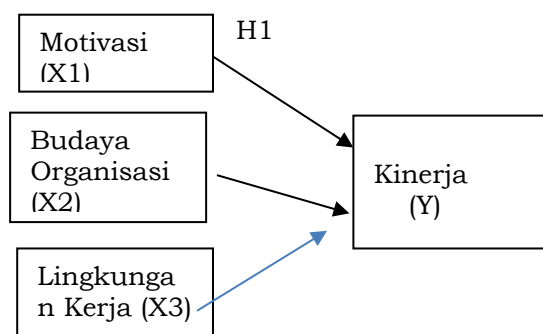 Motivasi
(X1)
H1
Budaya
Organisasi
(X2)
Kinerja
(Y)
Lingkunga
n Kerja (X3)